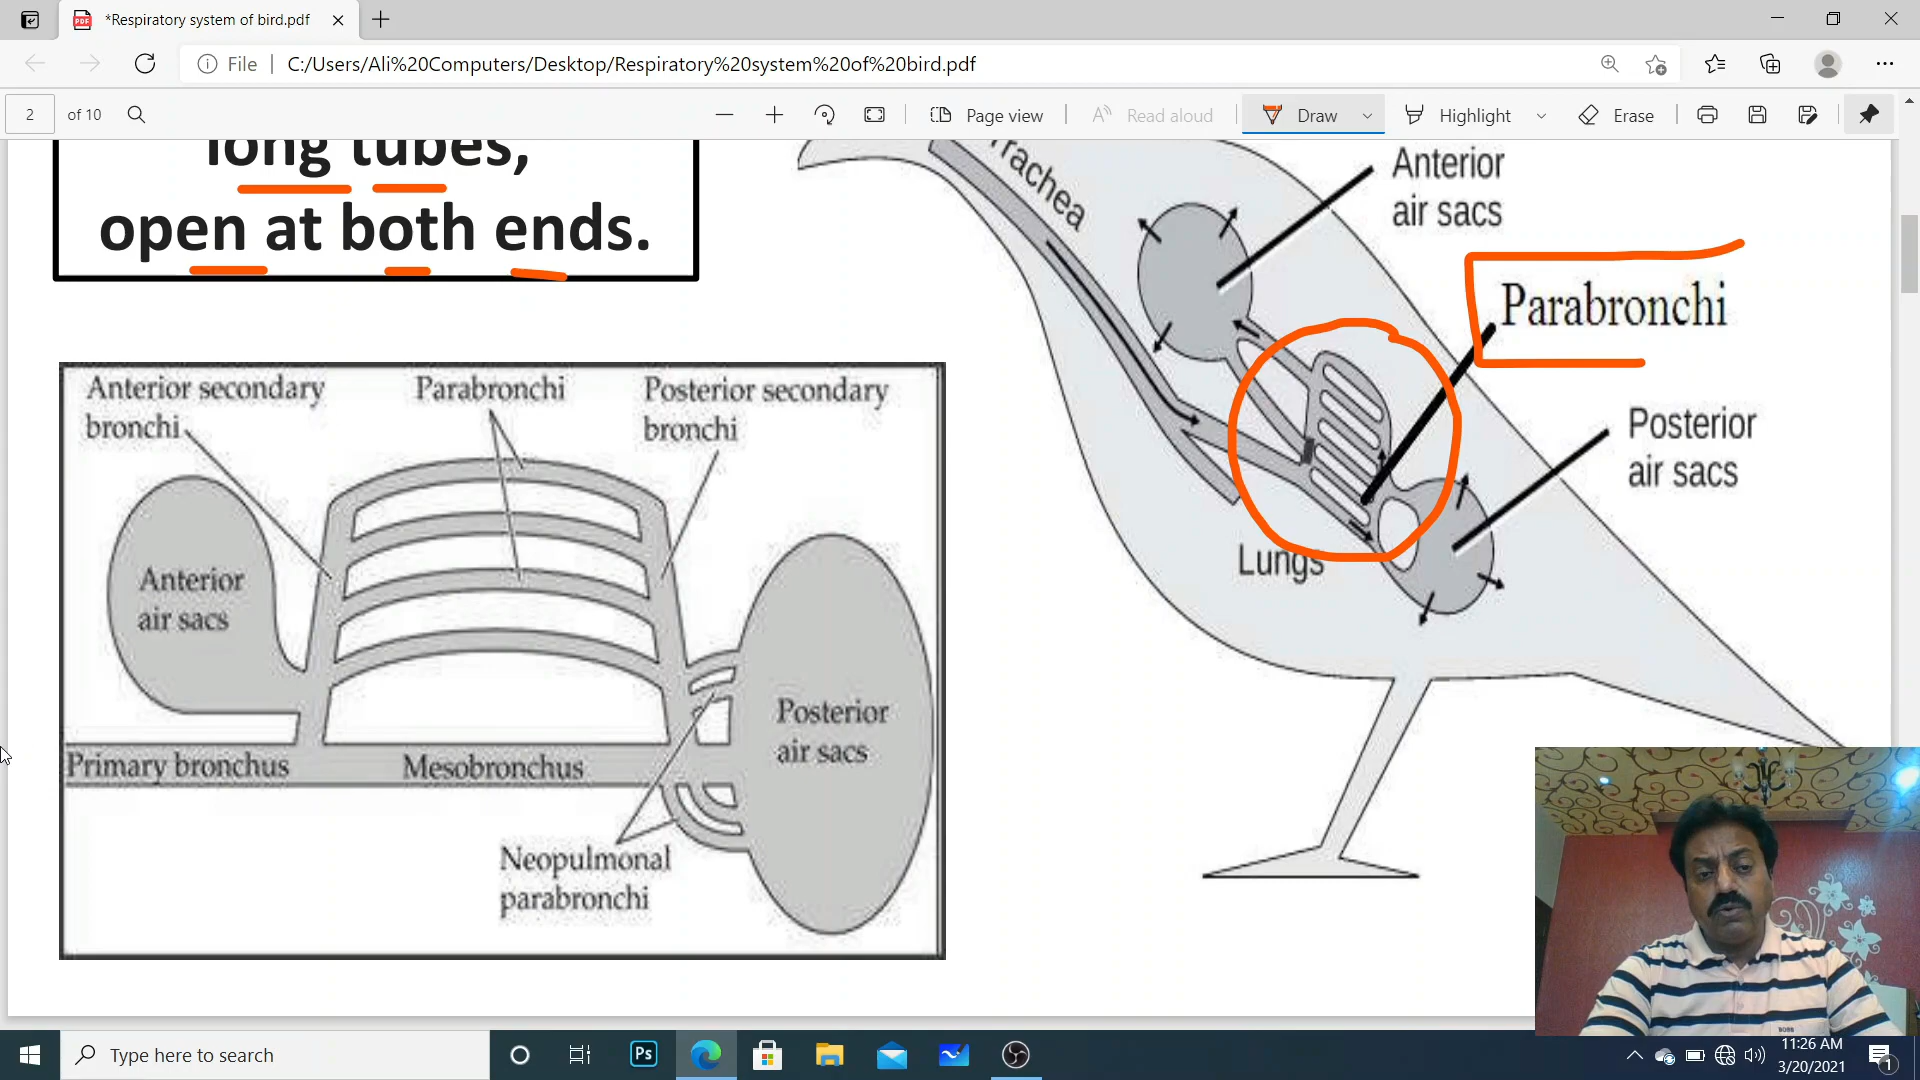 *Respiratory system of bird.pdf
File
C:/Users/Ali%20Computers/Desktop/Respiratory%20system%20of%20bird.pdf
2 of 10
Page view
Read aloud
Draw
Highlight
Erase
long tubes,
open at both ends.
Trachea
Anterior
air sacs
Parabronchi
Posterior
air sacs
Lungs
Anterior secondary
bronchi
Parabronchi
Posterior secondary
bronchi
Anterior
air sacs
Posterior
air sacs
Primary bronchus
Mesobronchus
Neopulmonal
parabronchi
Type here to search
Ps
11:26 AM
3/20/2021
1